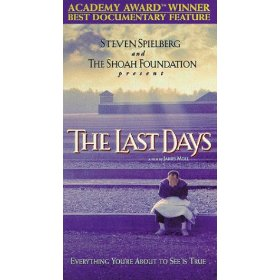 ACADEMY AWARD™ WINNER
BEST DOCUMENTARY FEATURE
STEVEN SPIELBERG
and
THE SHOAH FOUNDATION
present
THE LAST DAYS
A FILM BY JAMES MOLL
EVERYTHING YOU'RE ABOUT TO SEE IS TRUE